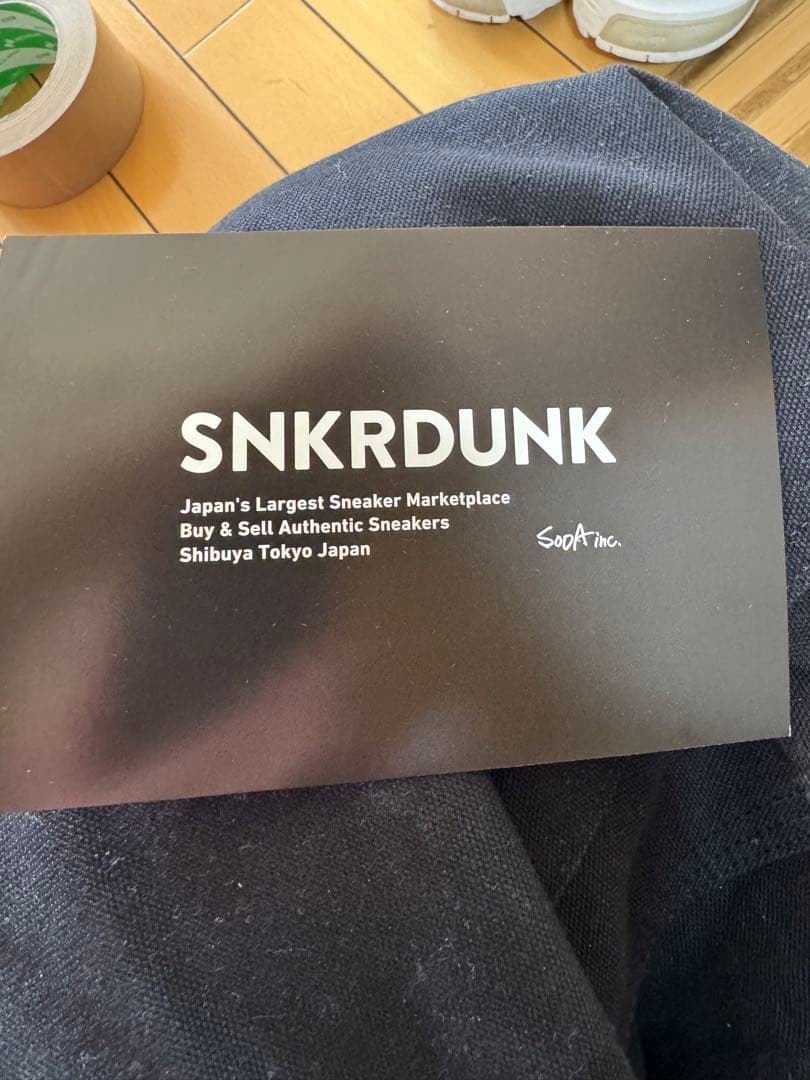 SNKRDUNK
Japan's Largest Sneaker Marketplace
Buy & Sell Authentic Sneakers
Shibuya Tokyo Japan
SODA inc.